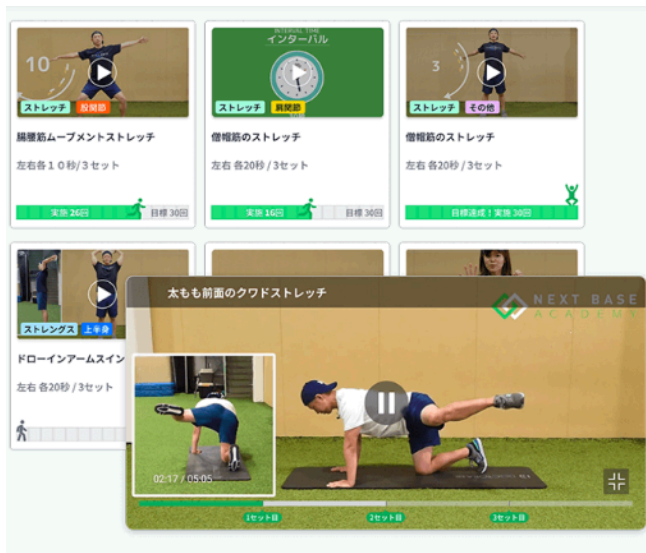 10
ストレッチ 股関節
腸腰筋ムーブメントストレッチ
左右各10秒/3セット
実施 26回 目標 30回
INTERVAL TIME
インターバル
ストレッチ 肩関節
僧帽筋のストレッチ
左右 各20秒 / 3セット
実施 16回 目標 30回
3
ストレッチ その他
僧帽筋のストレッチ
左右 各20秒 / 3セット
目標達成！実施 30回
ストレングス 上半身
ドローインアームスイン
左右 各20秒 / 3セット
太もも前面のクワドストレッチ
NEXT BASE
ACADEMY
02:17 / 05:05
1セット目 2セット目 3セット目